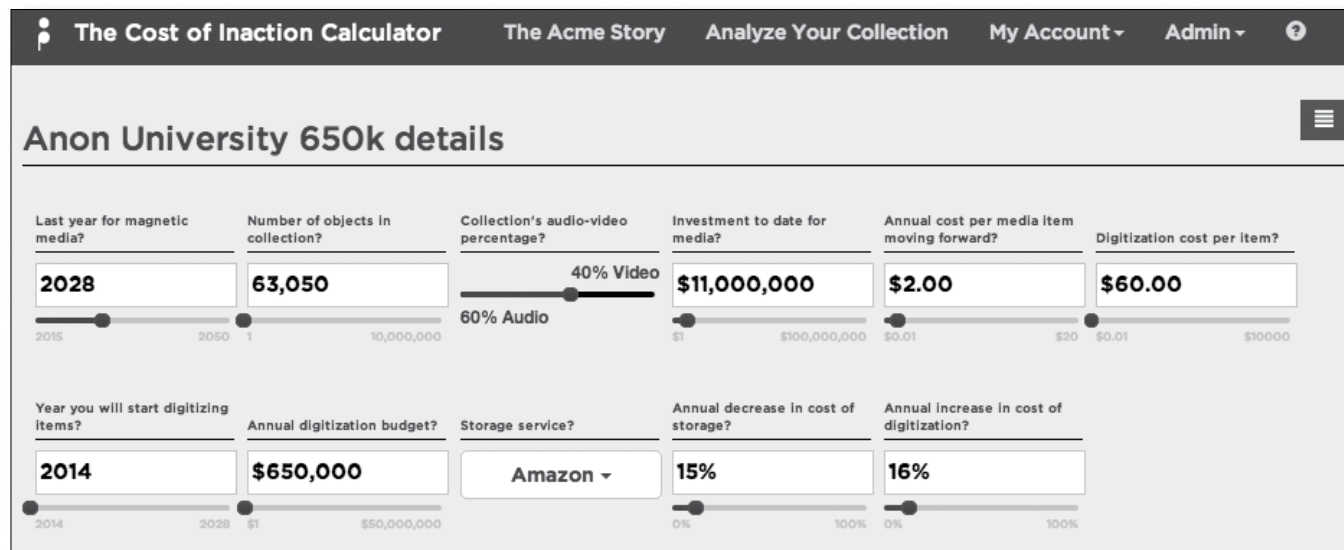 The Cost of Inaction Calculator The Acme Story Analyze Your Collection My Account Admin ?
Anon University 650k details
Last year for magnetic media?
2028
2015 2050
Number of objects in collection?
63,050
1 10,000,000
Collection's audio-video percentage?
40% Video
60% Audio
Investment to date for media?
$11,000,000
$1 $100,000,000
Annual cost per media item moving forward?
$2.00
$0.01 $20
Digitization cost per item?
$60.00
$0.01 $10000
Year you will start digitizing items?
2014
2014 2028
Annual digitization budget?
$650,000
$1 $50,000,000
Storage service?
Amazon
Annual decrease in cost of storage?
15%
0% 100%
Annual increase in cost of digitization?
16%
0% 100%